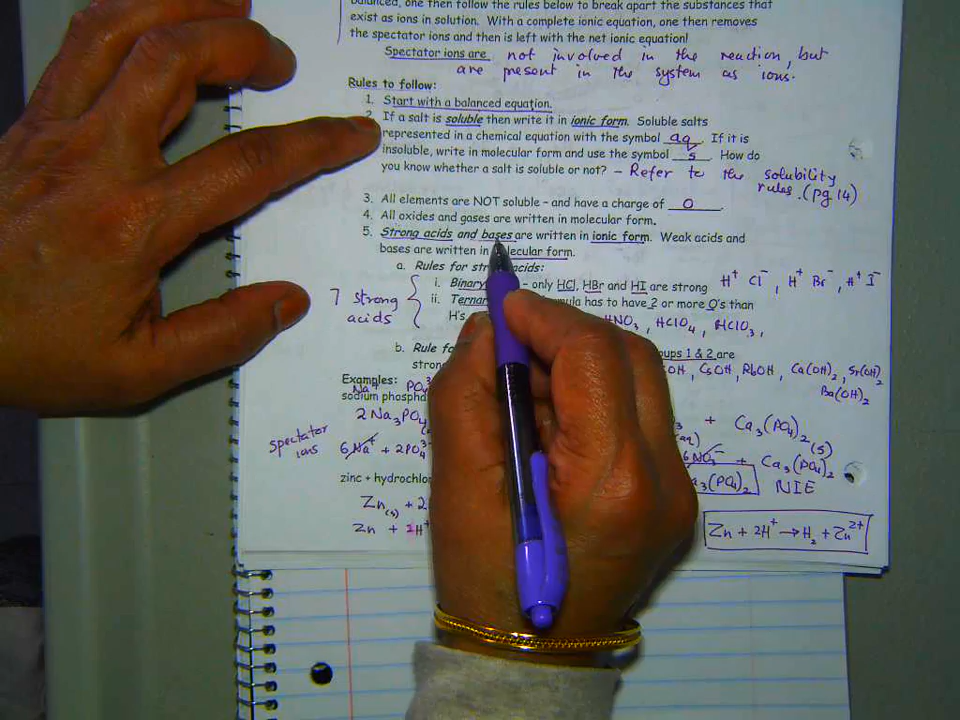 balanced, one then follow the rules below to break apart the substances that
exist as ions in solution. With a complete ionic equation, one then removes
the spectator ions and then is left with the net ionic equation!
Spectator ions are not involved in the reaction, but
are present in the system as ions.
Rules to follow:
1. Start with a balanced equation.
2. If a salt is soluble then write it in ionic form. Soluble salts
represented in a chemical equation with the symbol aq. If it is
insoluble, write in molecular form and use the symbol s. How do
you know whether a salt is soluble or not? – Refer to the solubility
rules. (pg 14)
3. All elements are NOT soluble – and have a charge of 0.
4. All oxides and gases are written in molecular form.
5. Strong acids and bases are written in ionic form. Weak acids and
bases are written in molecular form.
a. Rules for strong acids:
i. Binary – only HCl, HBr and HI are strong H⁺ Cl⁻, H⁺ Br⁻, H⁺ I⁻
7 strong acids
ii. Ternary formula has to have 2 or more O's than
H's. HNO₃, HClO₄, HClO₃,
b. Rule for groups 1 & 2 are
strong OH, CsOH, RbOH, Ca(OH)₂, Sr(OH)₂
Ba(OH)₂
Examples:
Na⁺ PO₄³
sodium phosph
2Na₃PO₄ + Ca₃(PO₄)₂(s)
spectator ions 6Na⁺ + 2PO₄³⁻ 6NO₃⁻ + Ca₃(PO₄)₂
a₃(PO₄)₂ NIE
zinc + hydrochlor
Zn(s) + 2
Zn + 2H⁺ Zn + 2H⁺ → H₂ + Zn²⁺